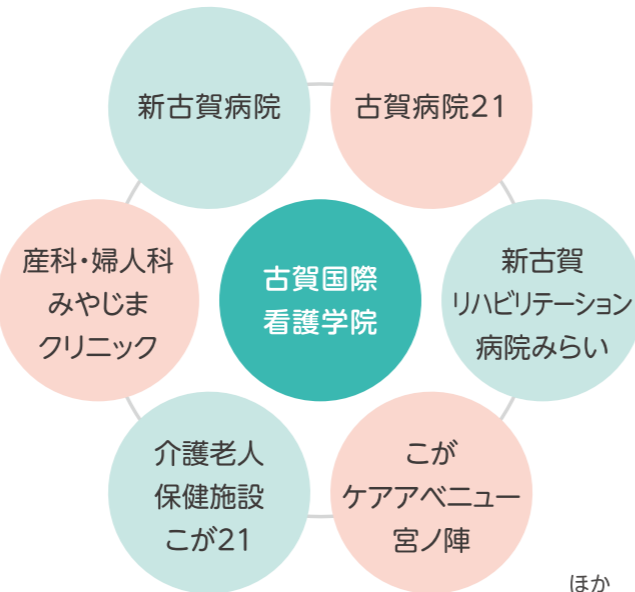 新古賀病院
古賀病院21
産科・婦人科
みやじま
クリニック
古賀国際
看護学院
新古賀
リハビリテーション
病院みらい
介護老人
保健施設
こが21
こが
ケアアベニュー
宮ノ陣
ほか